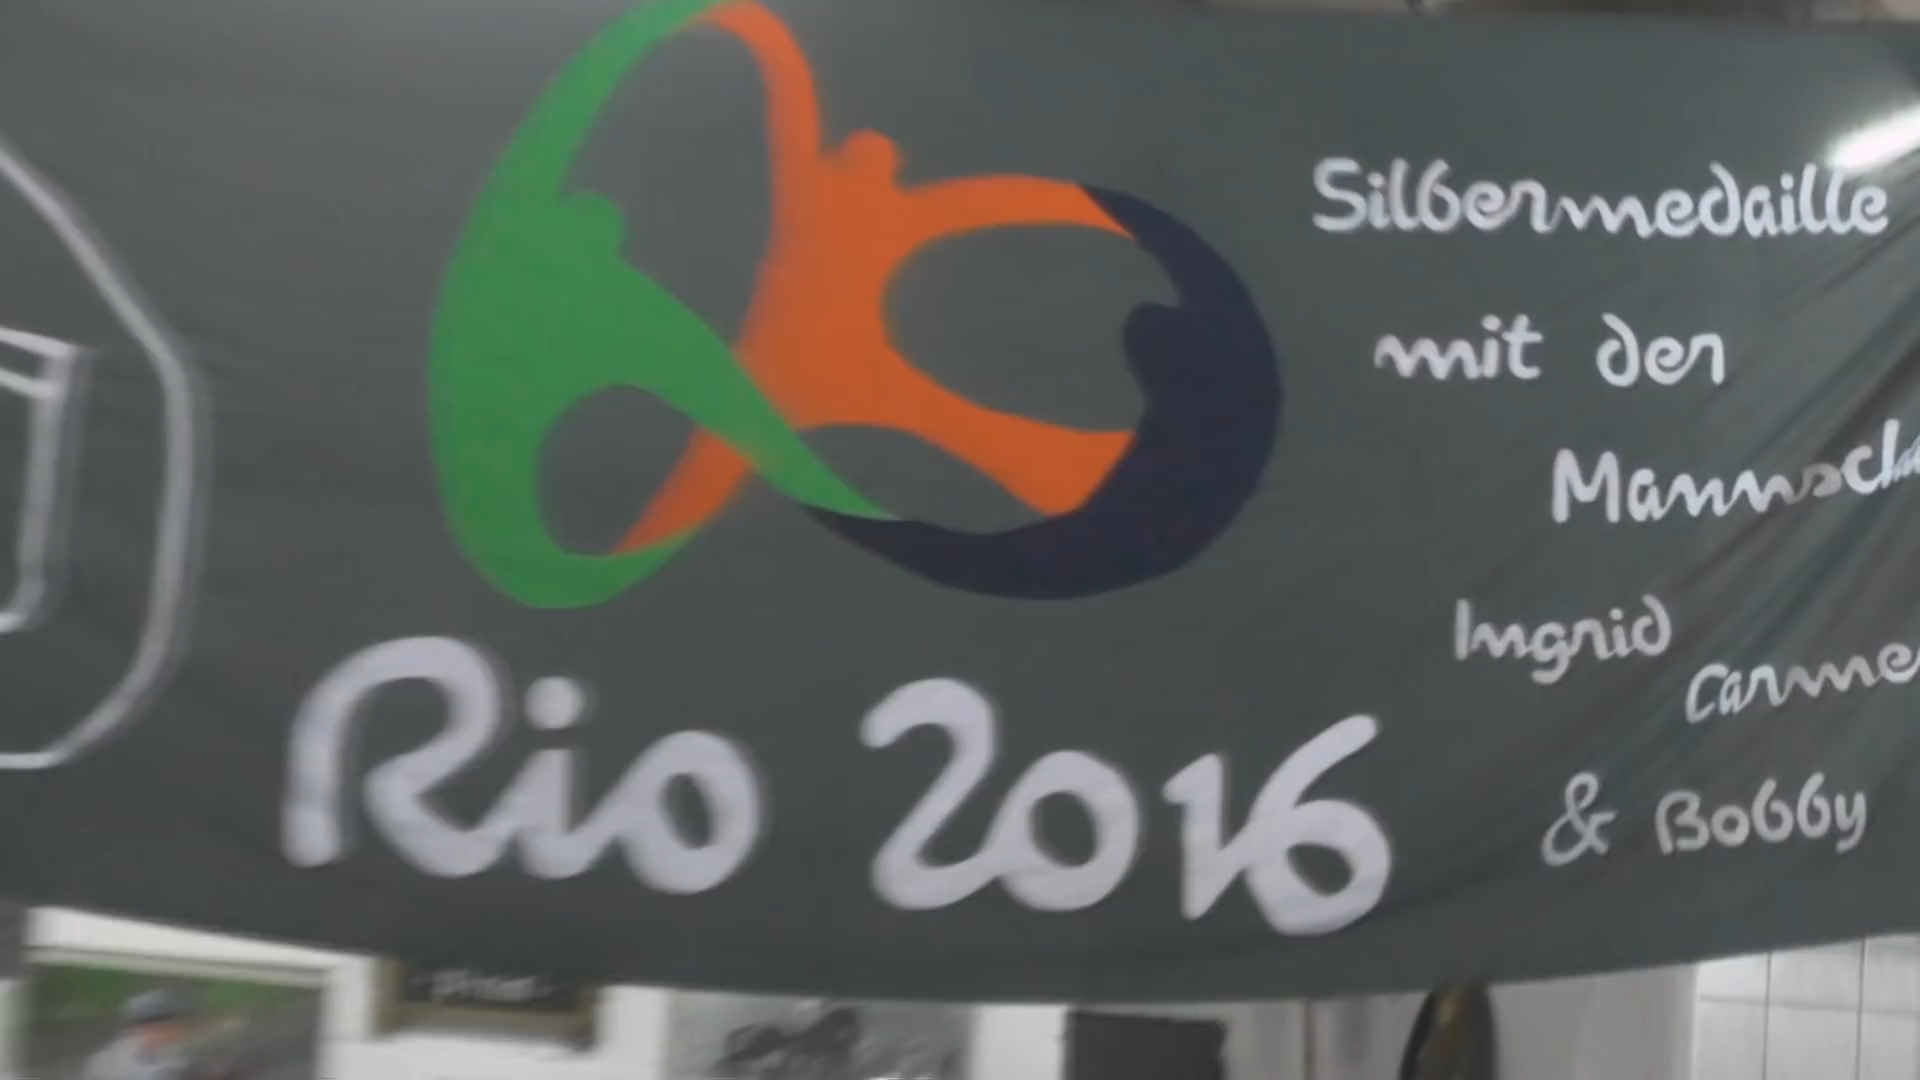 Silbermedaille
mit der
Ingrid
& Bobby
Rio 2016